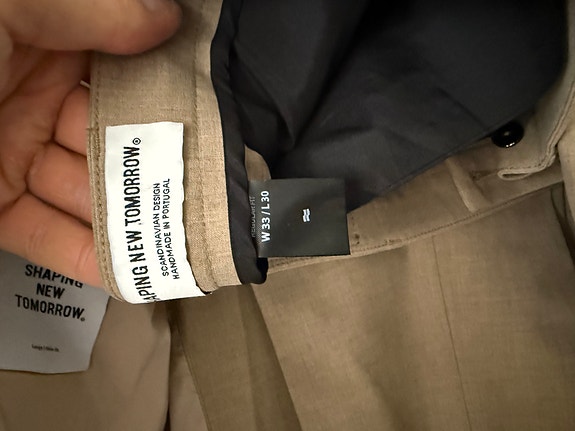 SHAPING NEW TOMORROW®
SCANDINAVIAN DESIGN
HANDMADE IN PORTUGAL
W33/L30
SHAPING
NEW
TOMORROW®